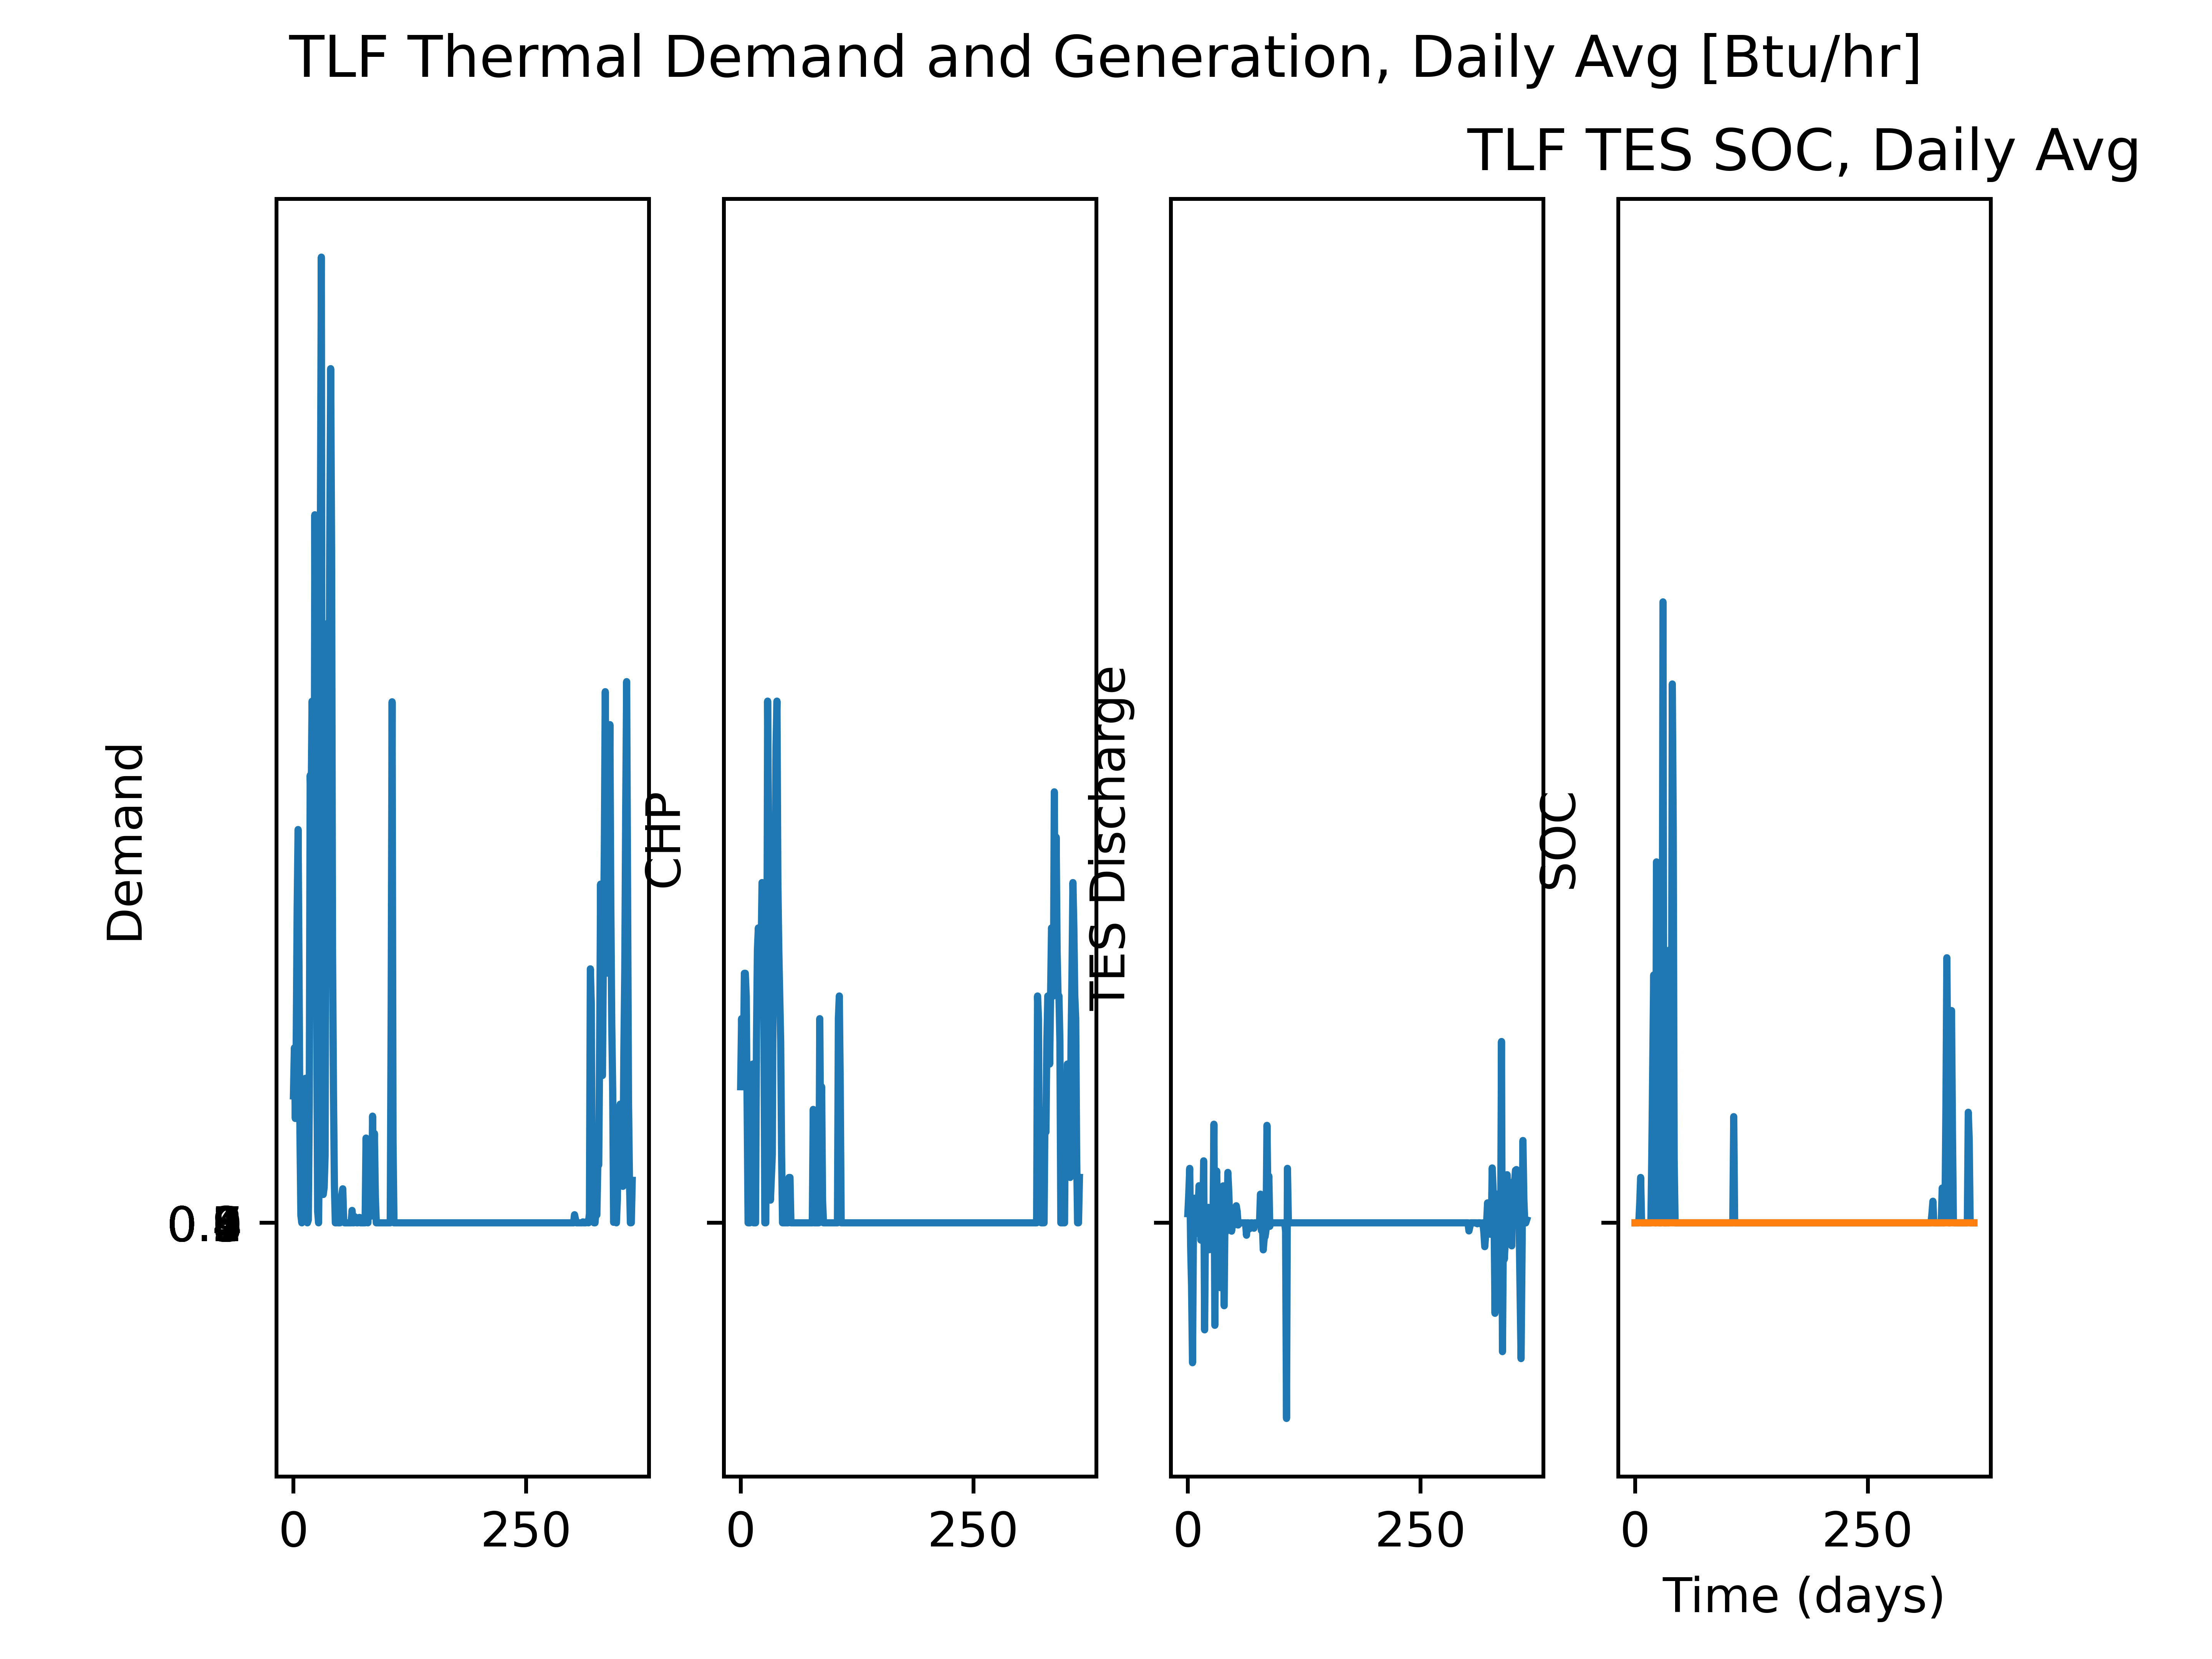 TLF Thermal Demand and Generation, Daily Avg [Btu/hr]
TLF TES SOC, Daily Avg
Demand
CHP
TES Discharge
SOC
0 250
0 250
0 250
0 250
Time (days)